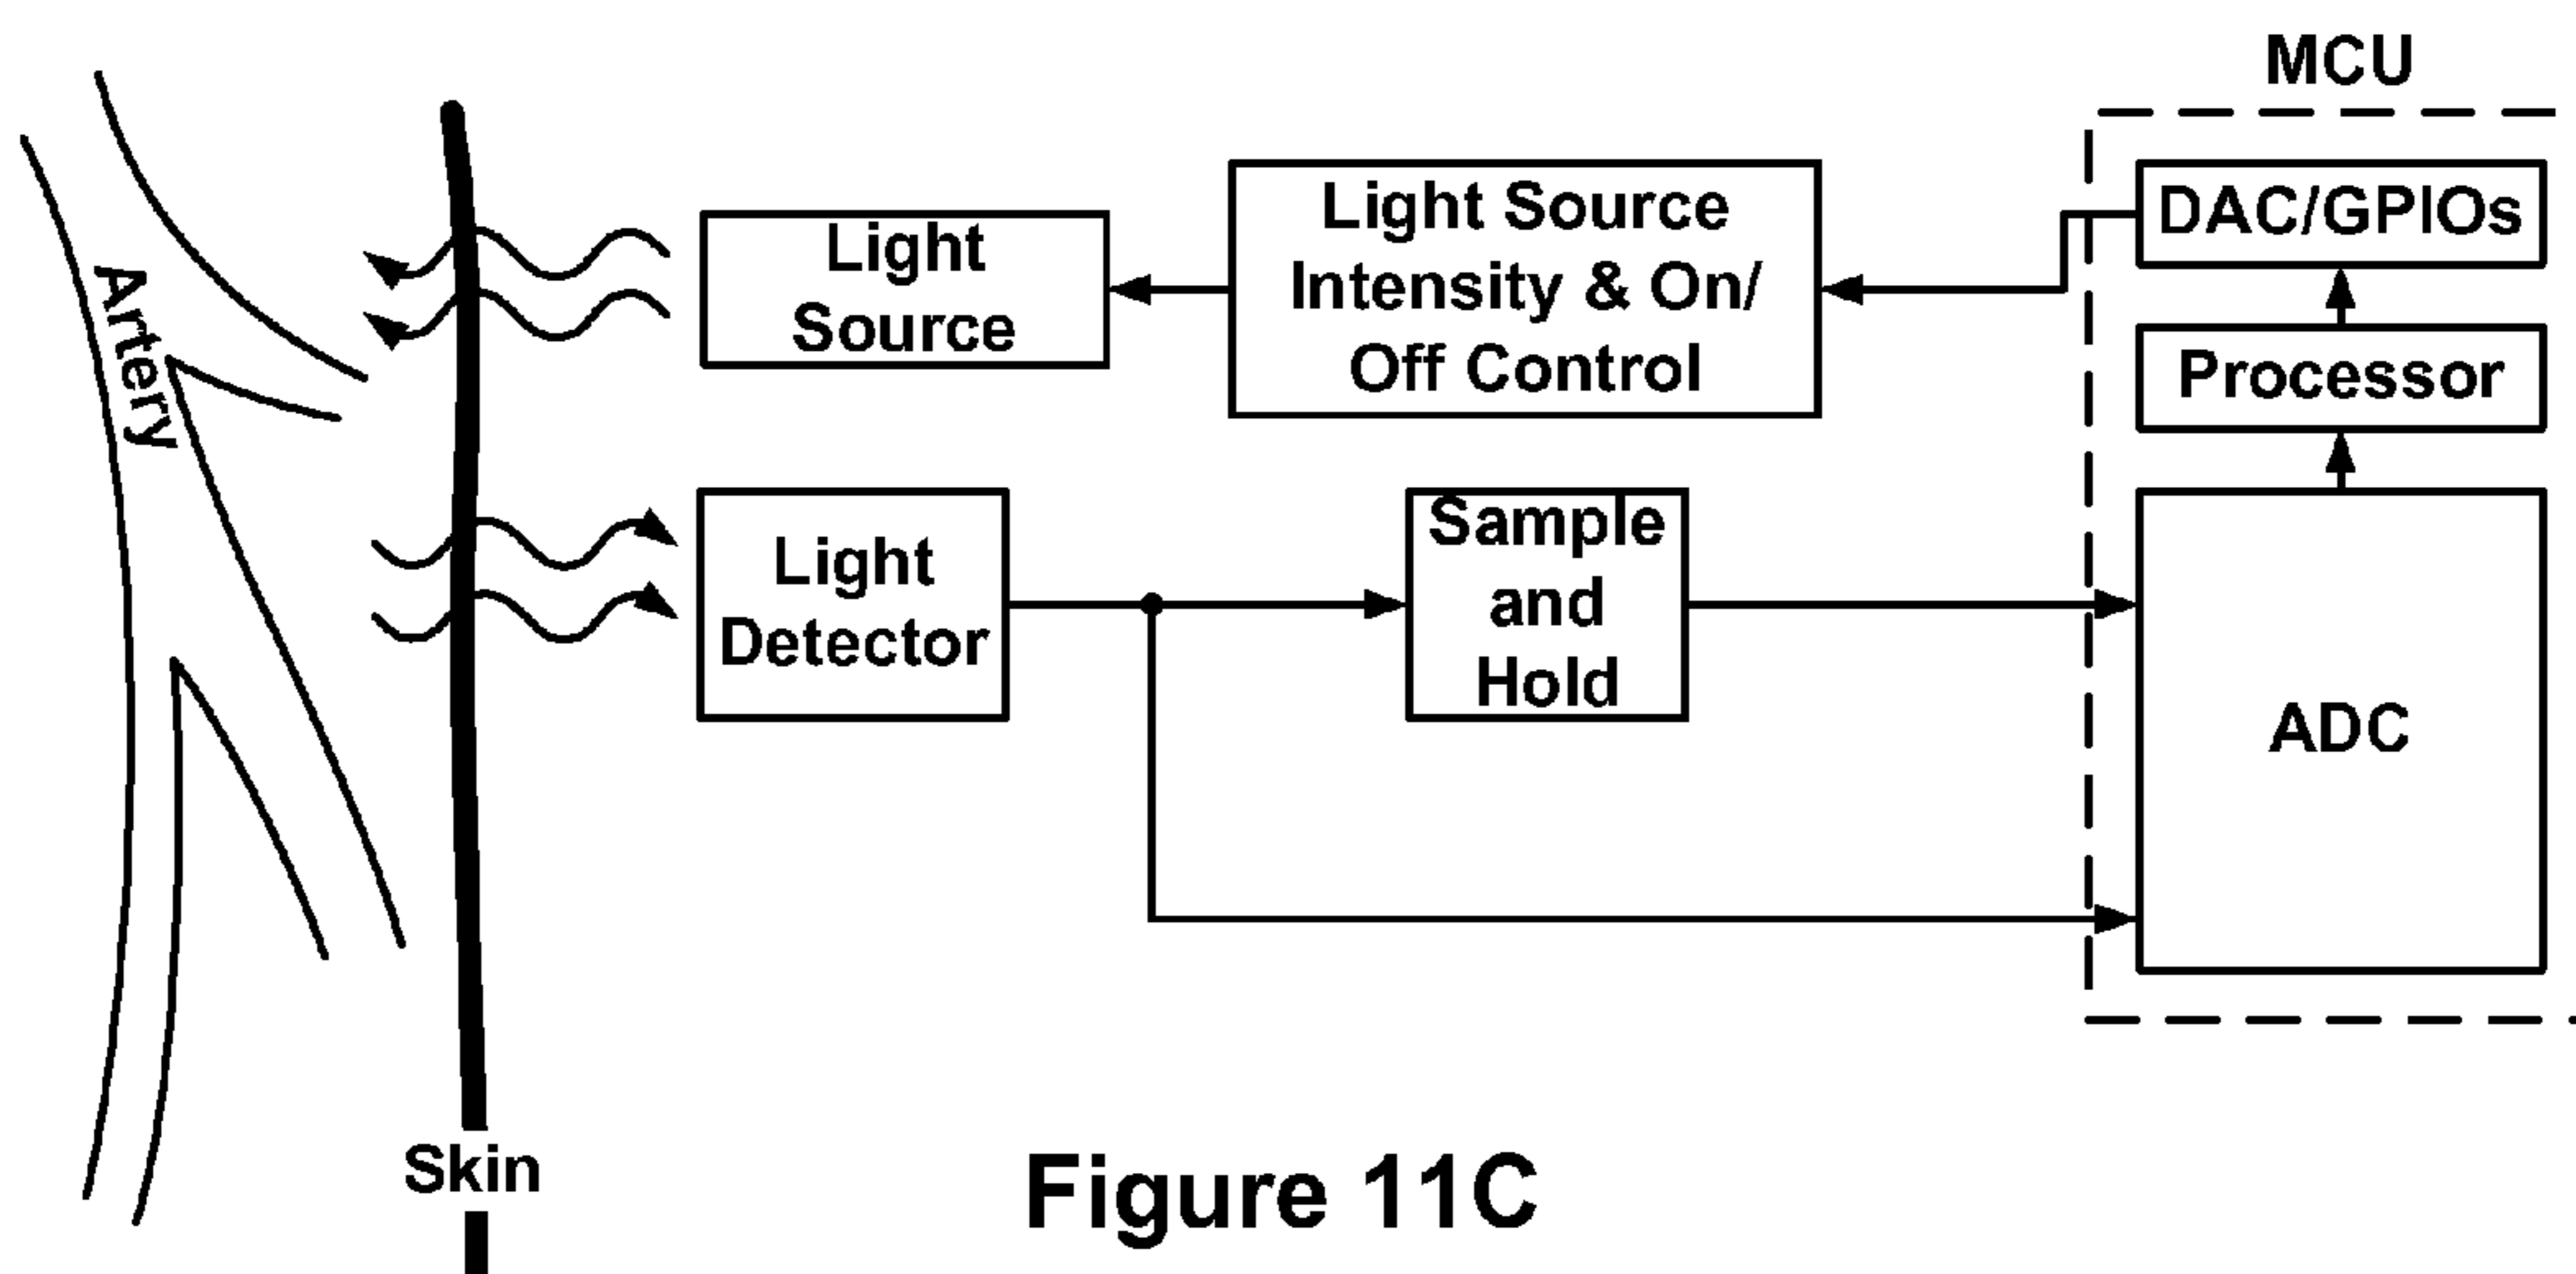 MCU
Light Source
Intensity & On/
Off Control
DAC/GPIOs
Light
Source
Processor
Artery
Light
Detector
Sample
and
Hold
ADC
Skin
Figure 11C